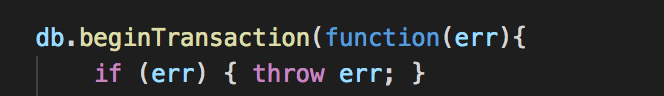 db.beginTransaction(function(err){
if (err) { throw err; }